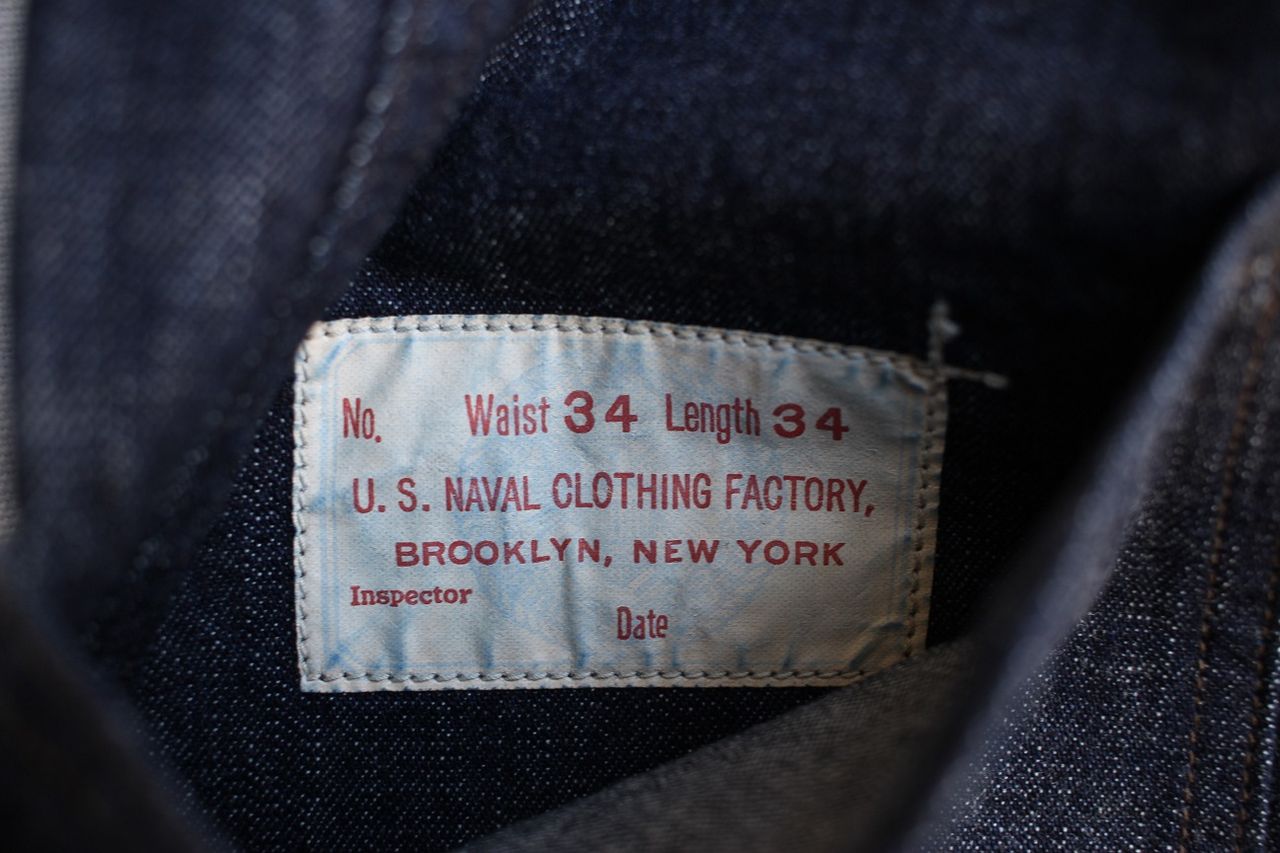 No. Waist 34 Length 34
U. S. NAVAL CLOTHING FACTORY,
BROOKLYN, NEW YORK
Inspector
Date